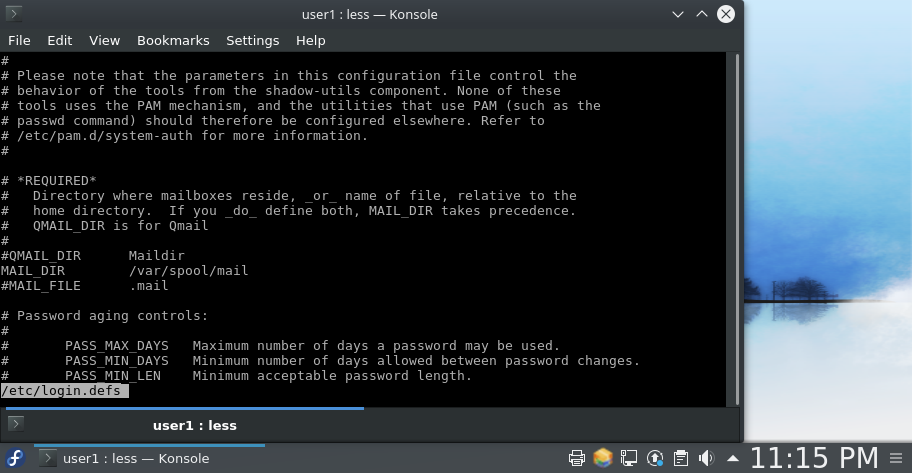 user1 : less — Konsole
File Edit View Bookmarks Settings Help
#
# Please note that the parameters in this configuration file control the
# behavior of the tools from the shadow-utils component. None of these
# tools uses the PAM mechanism, and the utilities that use PAM (such as the
# passwd command) should therefore be configured elsewhere. Refer to
# /etc/pam.d/system-auth for more information.
#
# *REQUIRED*
#   Directory where mailboxes reside, _or_ name of file, relative to the
#   home directory.  If you _do_ define both, MAIL_DIR takes precedence.
#   QMAIL_DIR is for Qmail
#
#QMAIL_DIR      Maildir
MAIL_DIR        /var/spool/mail
#MAIL_FILE      .mail
# Password aging controls:
#
#       PASS_MAX_DAYS   Maximum number of days a password may be used.
#       PASS_MIN_DAYS   Minimum number of days allowed between password changes.
#       PASS_MIN_LEN    Minimum acceptable password length.
/etc/login.defs
user1 : less
user1 : less — Konsole
11:15 PM